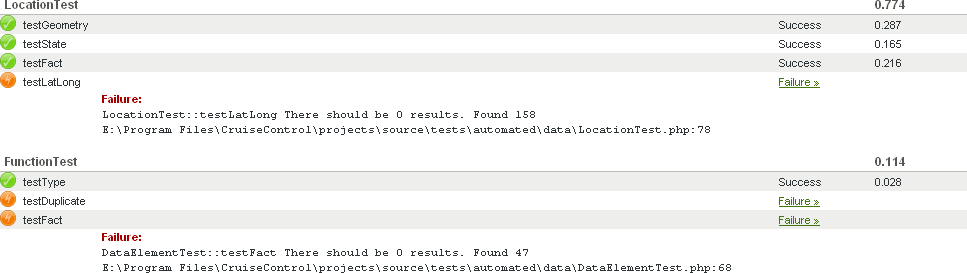 LocationTest 0.774
testGeometry Success 0.287
testState Success 0.165
testFact Success 0.216
testLatLong Failure »
Failure:
LocationTest::testLatLong There should be 0 results. Found 158
E:\Program Files\CruiseControl\projects\source\tests\automated\data\LocationTest.php:78
FunctionTest 0.114
testType Success 0.028
testDuplicate Failure »
testFact Failure »
Failure:
DataElementTest::testFact There should be 0 results. Found 47
E:\Program Files\CruiseControl\projects\source\tests\automated\data\DataElementTest.php:68